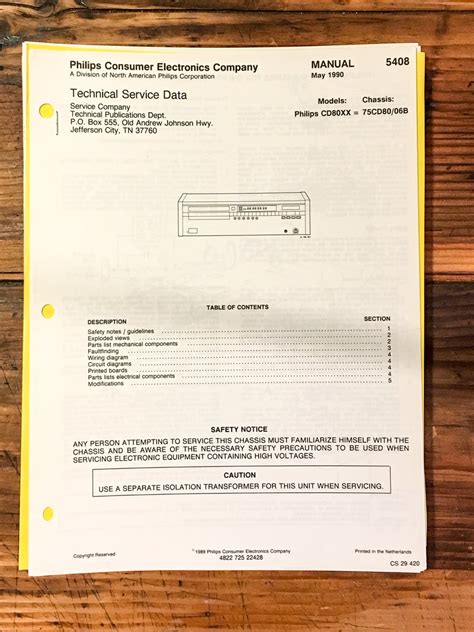 Philips Consumer Electronics Company
A Division of North American Philips Corporation
MANUAL 5408
May 1990
Technical Service Data
Service Company
Technical Publications Dept.
P.O. Box 555, Old Andrew Johnson Hwy.
Jefferson City, TN 37760
Models: Chassis:
Philips CD80XX = 75CD80/06B
TABLE OF CONTENTS
DESCRIPTION SECTION
Safety notes / guidelines 1
Exploded views 2
Parts list mechanical components 2
Faultfinding 3
Wiring diagram 4
Circuit diagrams 4
Printed boards 4
Parts lists electrical components 4
Modifications 5
SAFETY NOTICE
ANY PERSON ATTEMPTING TO SERVICE THIS CHASSIS MUST FAMILIARIZE HIMSELF WITH THE
CHASSIS AND BE AWARE OF THE NECESSARY SAFETY PRECAUTIONS TO BE USED WHEN
SERVICING ELECTRONIC EQUIPMENT CONTAINING HIGH VOLTAGES.
CAUTION
USE A SEPARATE ISOLATION TRANSFORMER FOR THIS UNIT WHEN SERVICING.
Copyright Reserved
©1989 Philips Consumer Electronics Company
4822 725 22428
Printed in the Netherlands
CS 29 420